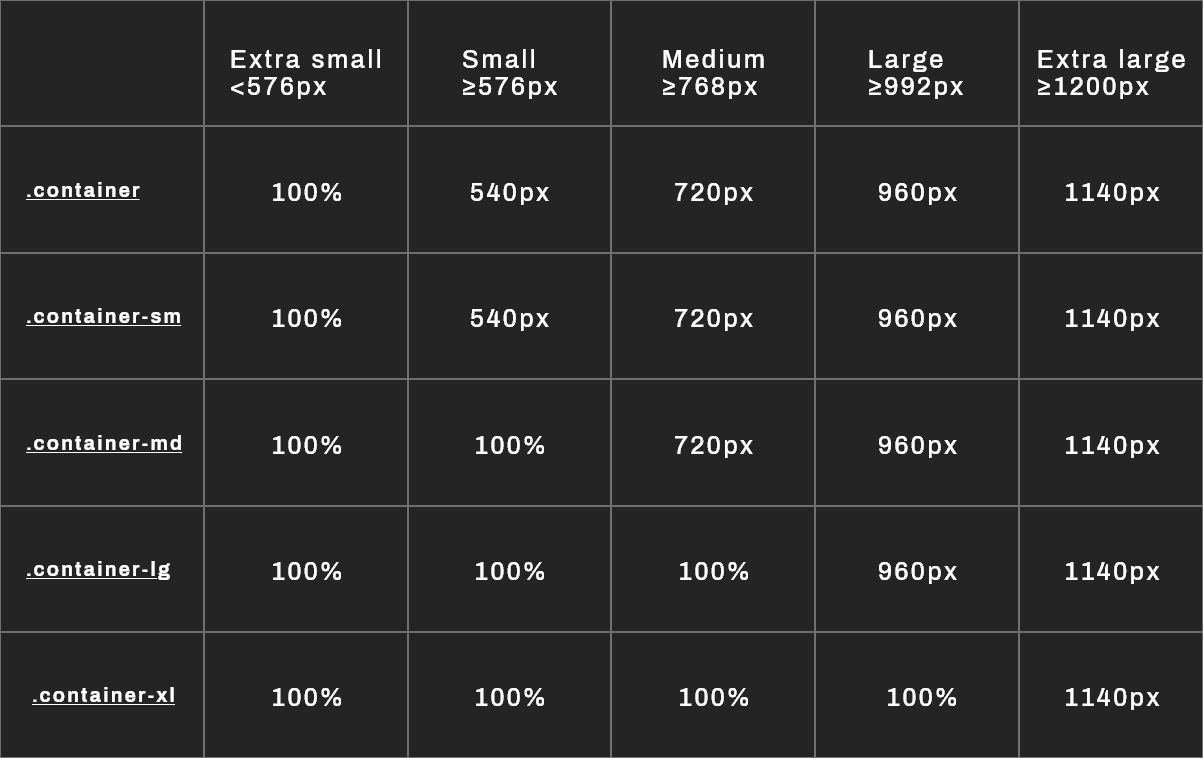 Extra small Small Medium Large Extra large
<576px ≥576px ≥768px ≥992px ≥1200px
.container 100% 540px 720px 960px 1140px
.container-sm 100% 540px 720px 960px 1140px
.container-md 100% 100% 720px 960px 1140px
.container-lg 100% 100% 100% 960px 1140px
.container-xl 100% 100% 100% 100% 1140px